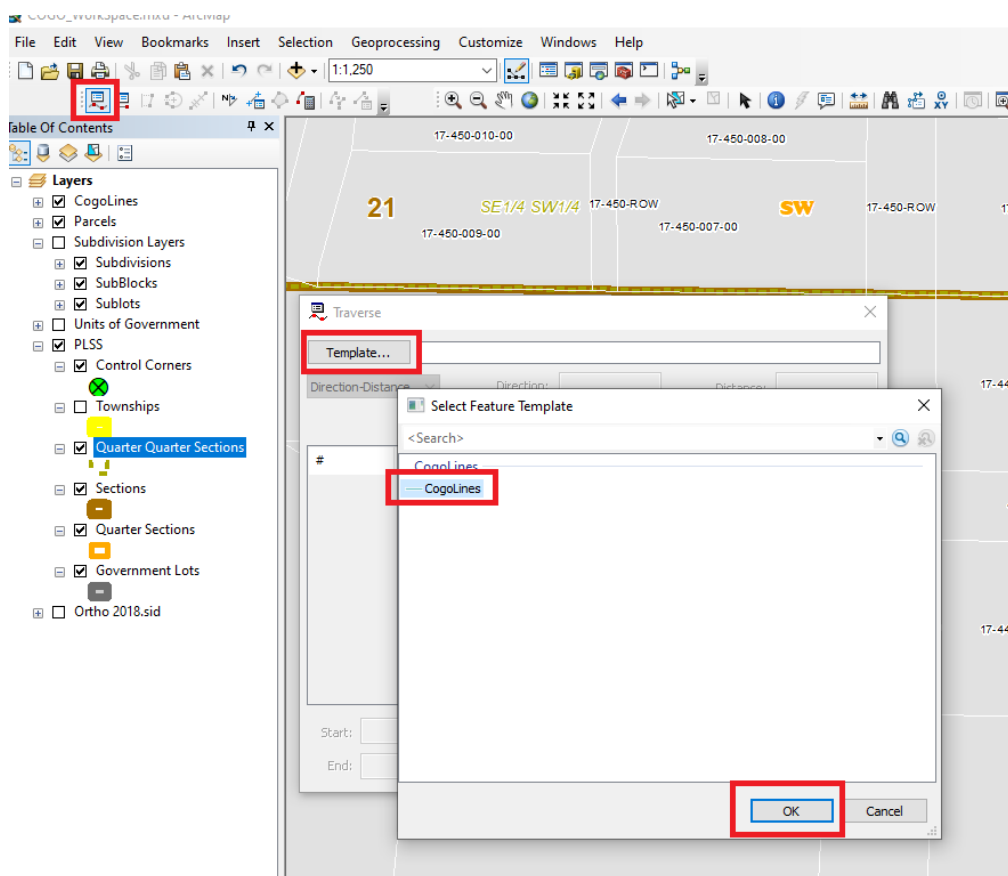 COGO_WorkSpace.mxd - ArcMap
File Edit View Bookmarks Insert Selection Geoprocessing Customize Windows Help
1:1,250
Table Of Contents
Layers
CogoLines
Parcels
Subdivision Layers
Subdivisions
SubBlocks
Sublots
Units of Government
PLSS
Control Corners
Townships
Quarter Quarter Sections
Sections
Quarter Sections
Government Lots
Ortho 2018.sid
17-450-010-00
17-450-008-00
21
SE1/4 SW1/4
17-450-ROW
SW
17-450-ROW
17-450-009-00
17-450-007-00
17-44
17-44
Traverse
Template...
Direction-Distance
Direction:
Distance:
#
Start:
End:
Select Feature Template
<Search>
CogoLines
CogoLines
OK
Cancel